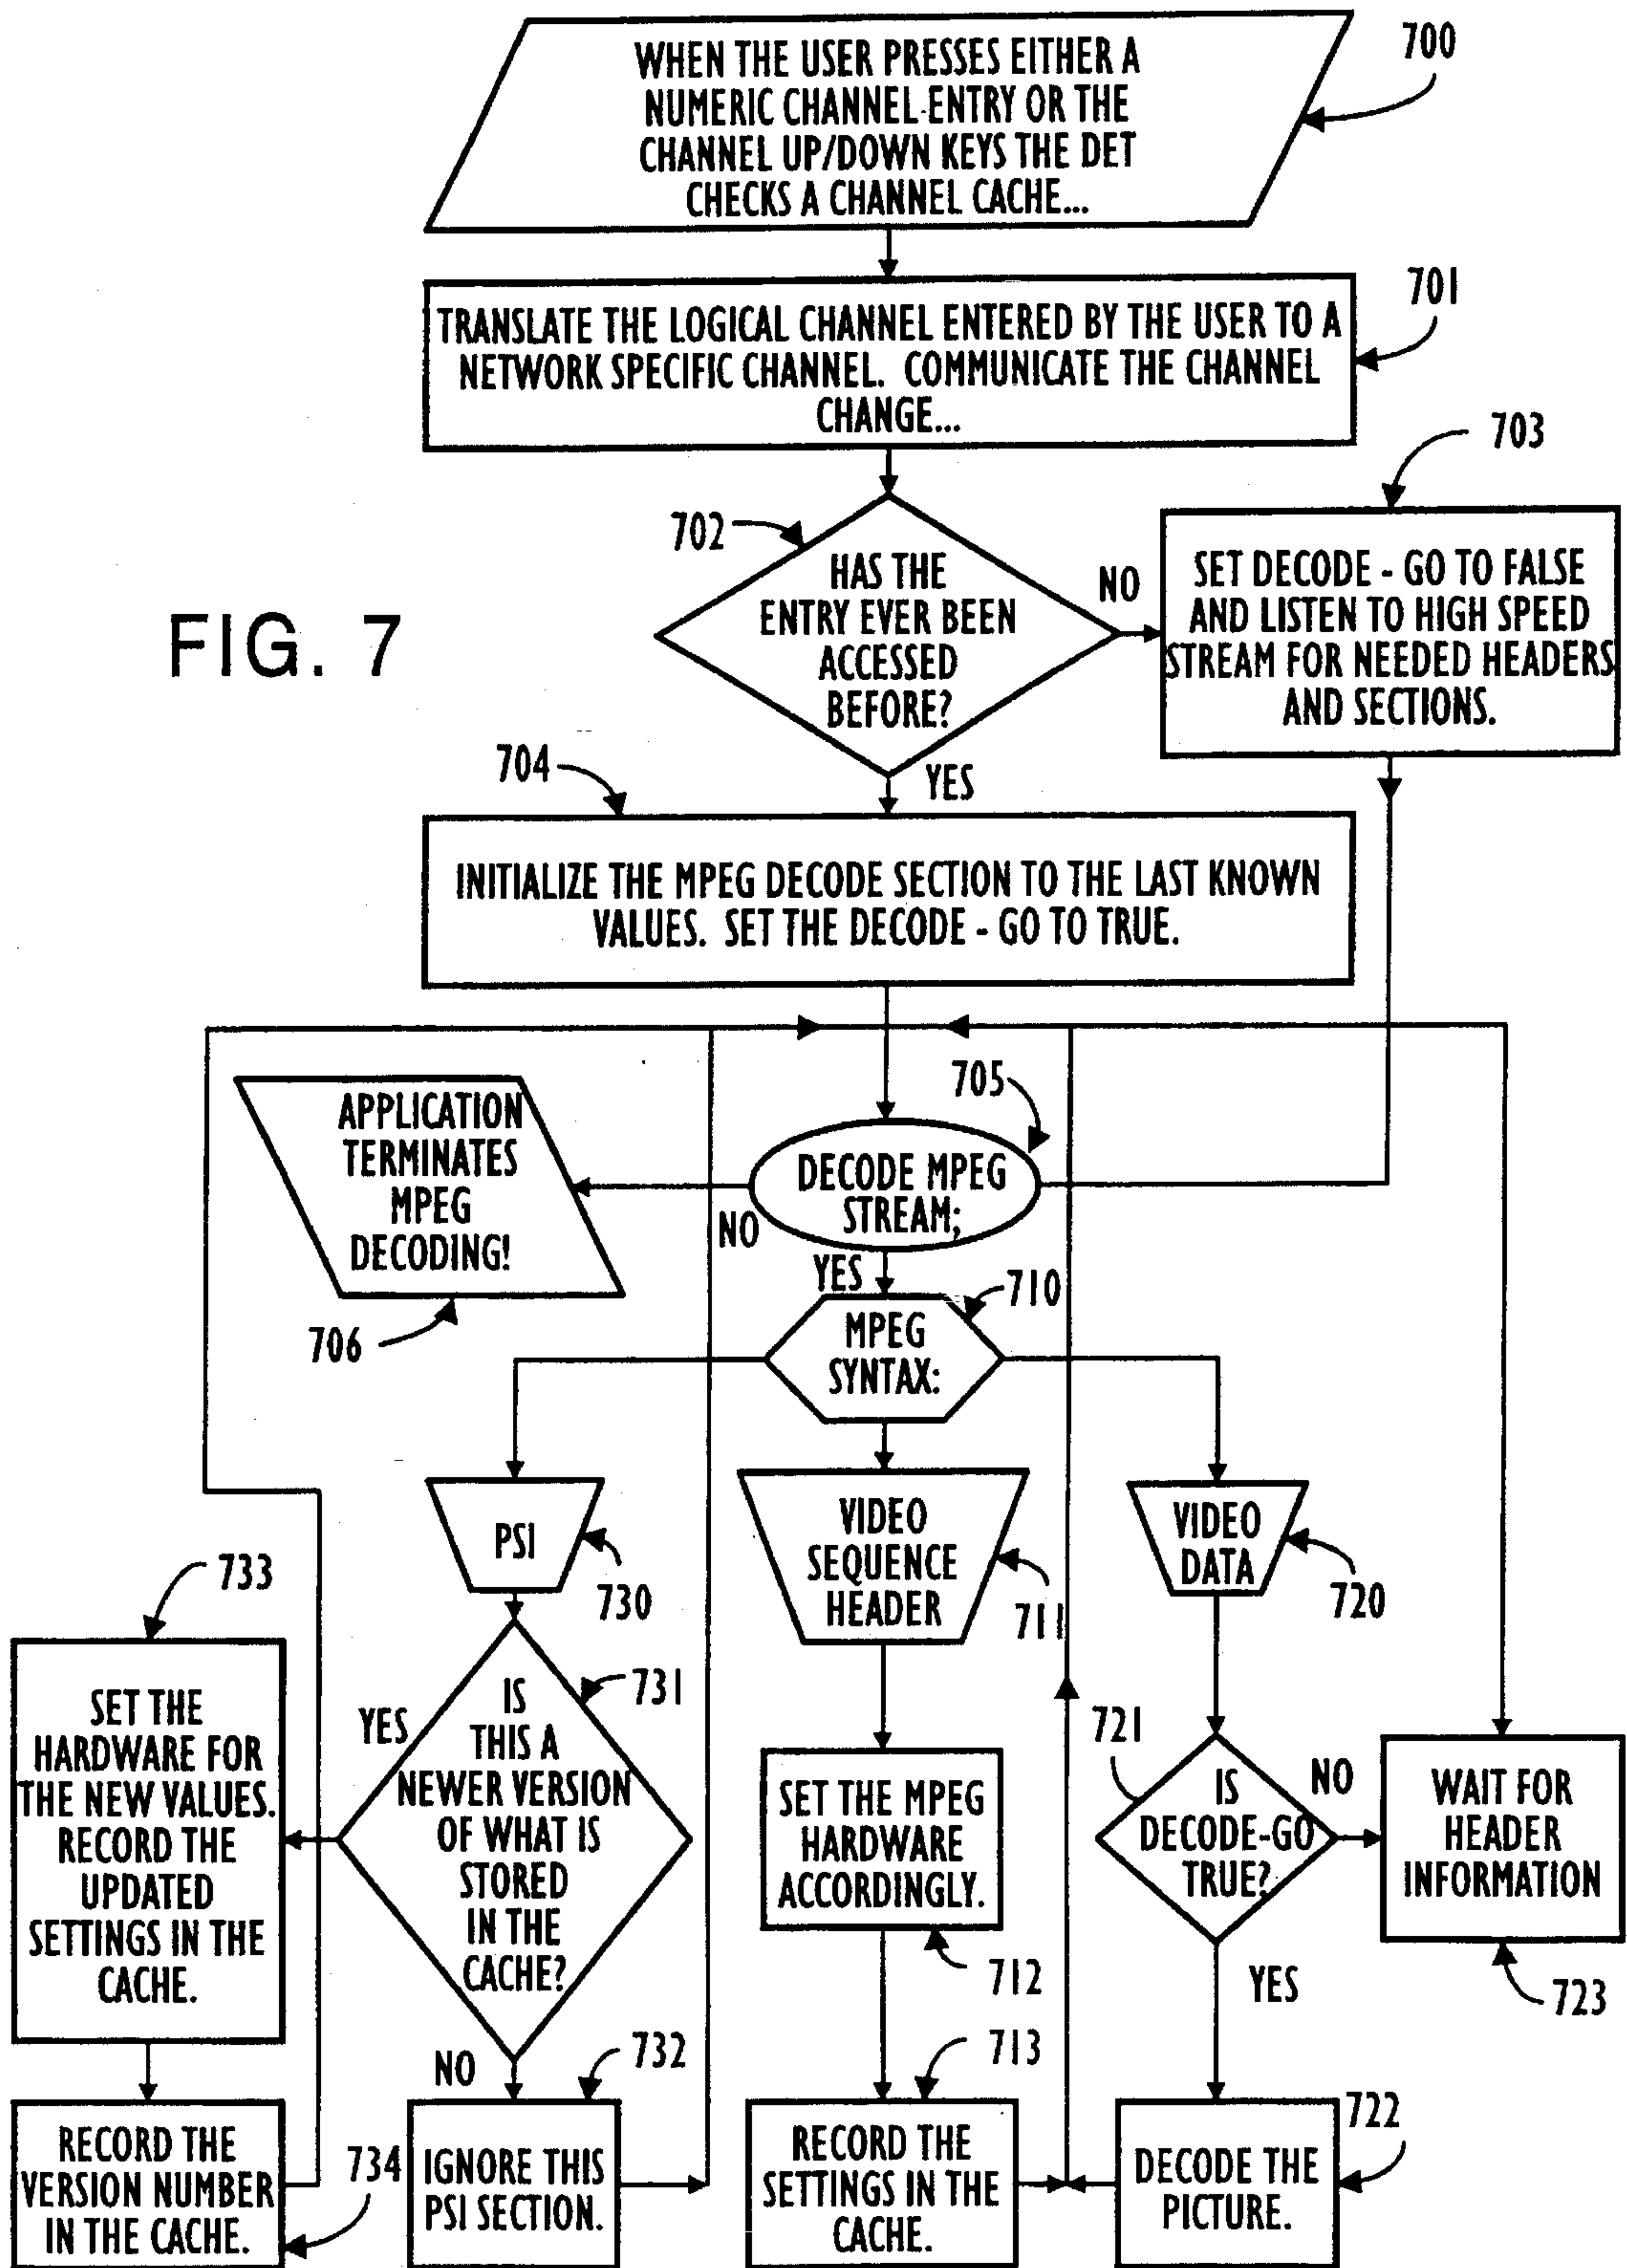 WHEN THE USER PRESSES EITHER A
NUMERIC CHANNEL ENTRY OR THE
CHANNEL UP/DOWN KEYS THE DET
CHECKS A CHANNEL CACHE...
700
TRANSLATE THE LOGICAL CHANNEL ENTERED BY THE USER TO A
NETWORK SPECIFIC CHANNEL. COMMUNICATE THE CHANNEL
CHANGE...
701
702
HAS THE
ENTRY EVER BEEN
ACCESSED
BEFORE?
NO
YES
703
SET DECODE - GO TO FALSE
AND LISTEN TO HIGH SPEED
STREAM FOR NEEDED HEADERS
AND SECTIONS.
FIG. 7
704
INITIALIZE THE MPEG DECODE SECTION TO THE LAST KNOWN
VALUES. SET THE DECODE - GO TO TRUE.
705
DECODE MPEG
STREAM;
NO
YES
APPLICATION
TERMINATES
MPEG
DECODING!
706
710
MPEG
SYNTAX:
PSI
730
VIDEO
SEQUENCE
HEADER
711
VIDEO
DATA
720
733
SET THE
HARDWARE FOR
THE NEW VALUES.
RECORD THE
UPDATED
SETTINGS IN THE
CACHE.
YES
IS
THIS A
NEWER VERSION
OF WHAT IS
STORED
IN THE
CACHE?
731
NO
SET THE MPEG
HARDWARE
ACCORDINGLY.
712
721
IS
DECODE-GO
TRUE?
NO
YES
WAIT FOR
HEADER
INFORMATION
723
RECORD THE
VERSION NUMBER
IN THE CACHE.
734
732
IGNORE THIS
PSI SECTION.
713
RECORD THE
SETTINGS IN THE
CACHE.
722
DECODE THE
PICTURE.